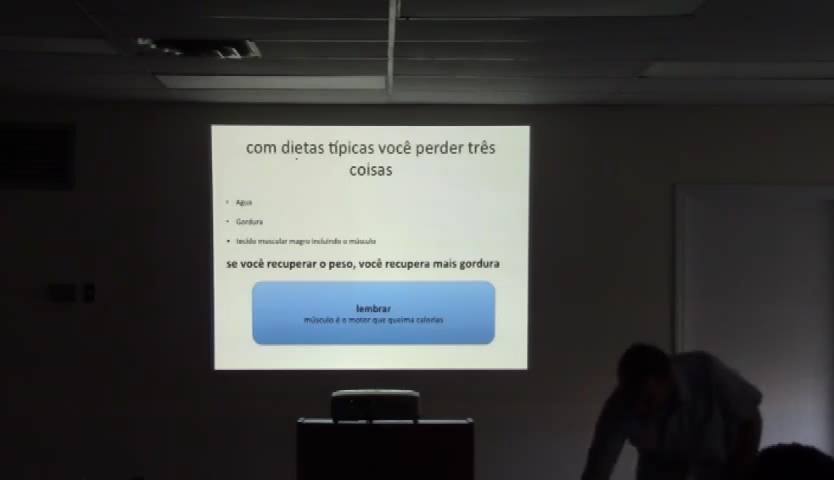 com dietas típicas você perder três
coisas
• Agua
• Gordura
• tecido muscular magro incluindo o músculo
se você recuperar o peso, você recupera mais gordura
lembrar
músculo é o motor que queima calorias